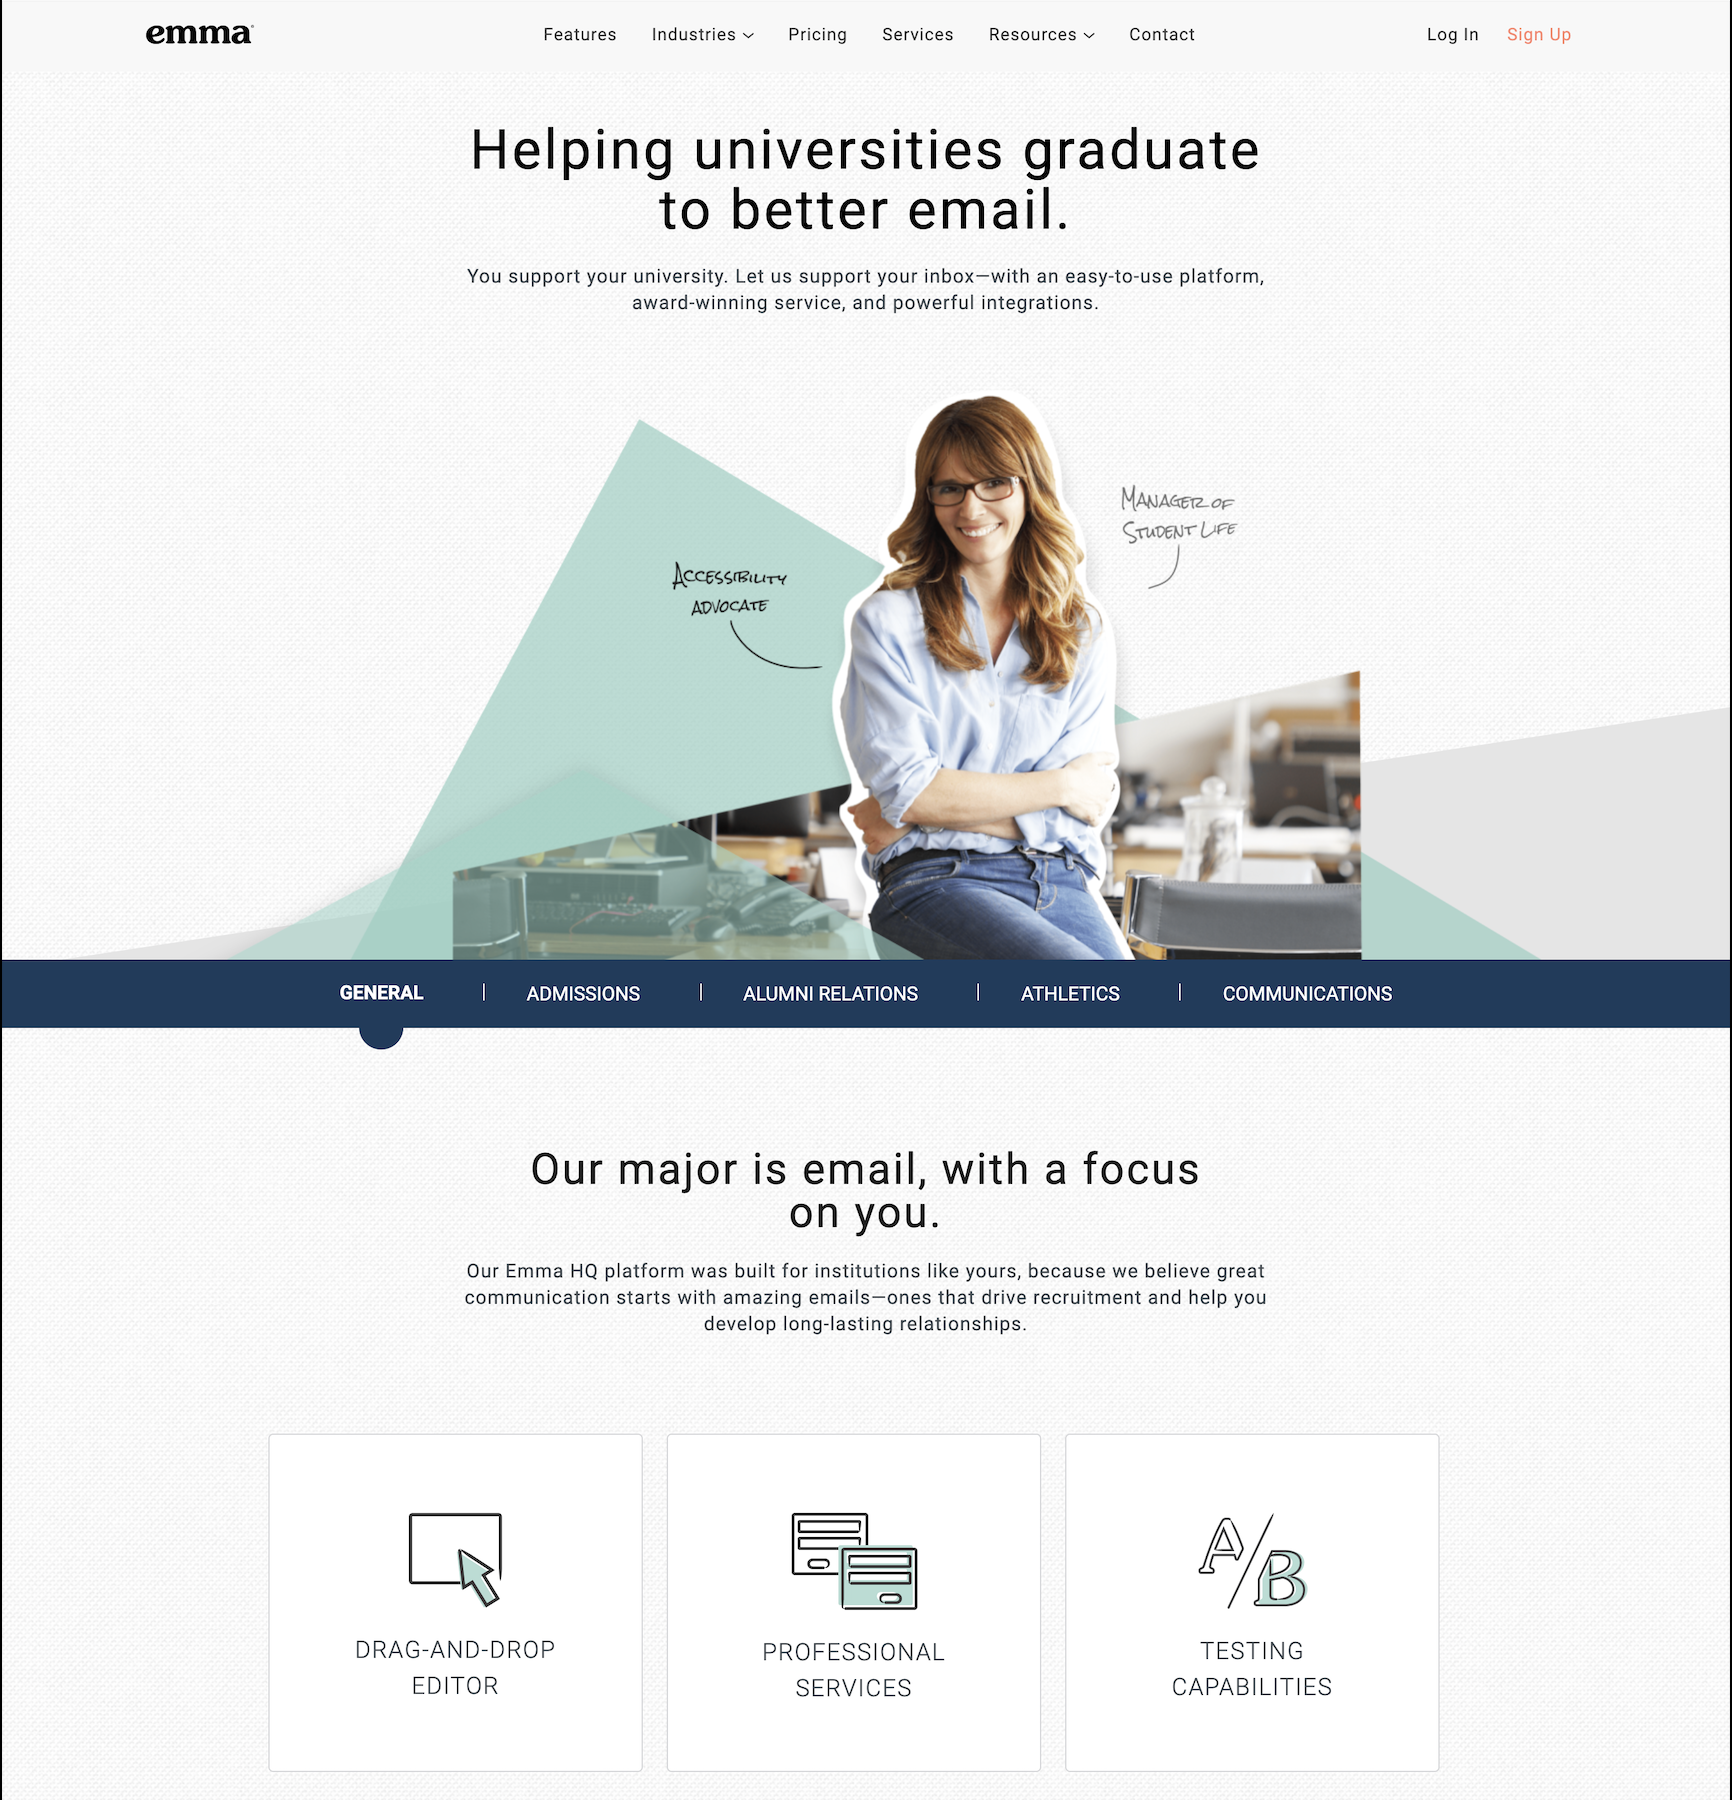 emma
Features Industries Pricing Services Resources Contact
Log In Sign Up
Helping universities graduate
to better email.
You support your university. Let us support your inbox—with an easy-to-use platform,
award-winning service, and powerful integrations.
MANAGER OF
STUDENT LIFE
ACCESSIBILITY
ADVOCATE
GENERAL | ADMISSIONS | ALUMNI RELATIONS | ATHLETICS | COMMUNICATIONS
Our major is email, with a focus
on you.
Our Emma HQ platform was built for institutions like yours, because we believe great
communication starts with amazing emails—ones that drive recruitment and help you
develop long-lasting relationships.
DRAG-AND-DROP
EDITOR
PROFESSIONAL
SERVICES
A/B
TESTING
CAPABILITIES